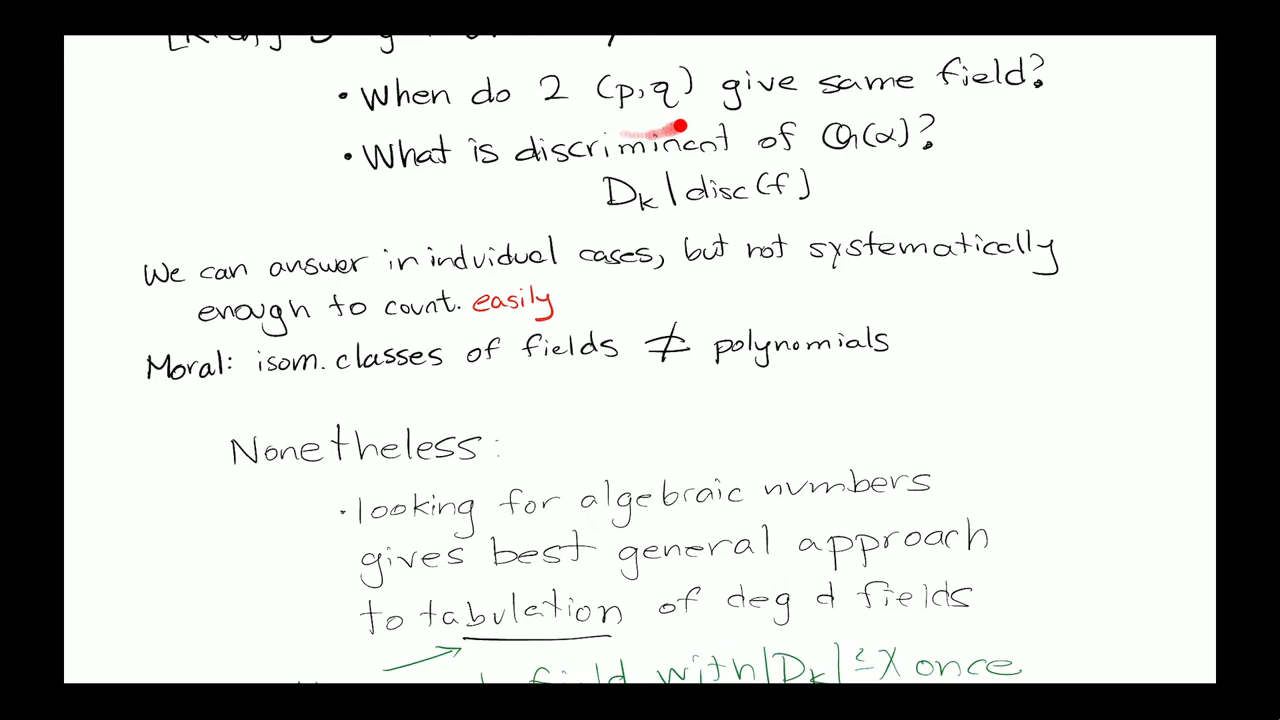 • When do 2 (p,q) give same field?
• What is discriminant of Q(α)?
D_K | disc(f)
We can answer in indvidual cases, but not systematically
enough to count. easily
Moral: isom. classes of fields ≠ polynomials
Nonetheless:
• looking for algebraic numbers
gives best general approach
to tabulation of deg d fields
field with |D_K| ≤ X once